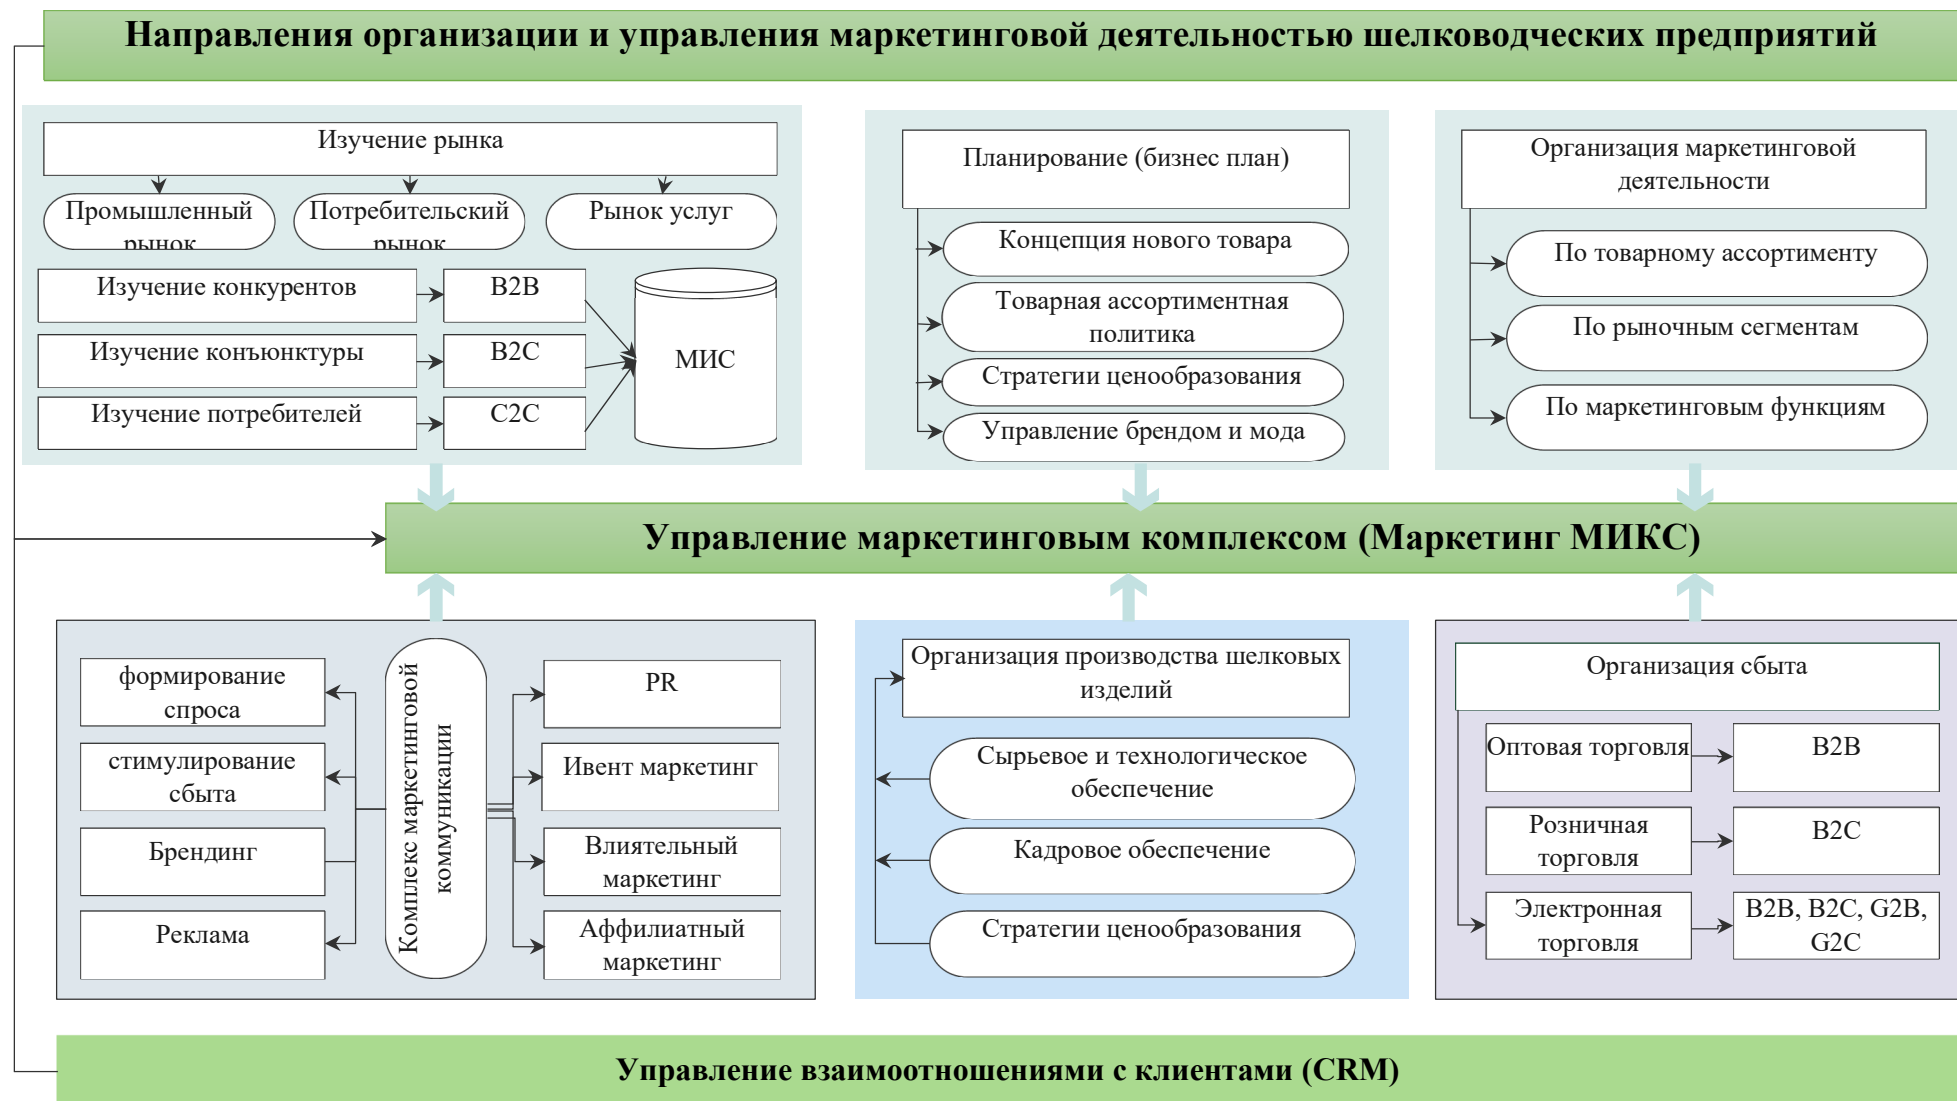 Направления организации и управления маркетинговой деятельностью шелководческих предприятий
Изучение рынка
Промышленный
рынок
Потребительский
рынок
Рынок услуг
Изучение конкурентов
B2B
Изучение конъюнктуры
B2C
Изучение потребителей
C2C
МИС
Планирование (бизнес план)
Концепция нового товара
Товарная ассортиментная
политика
Стратегии ценообразования
Управление брендом и мода
Организация маркетинговой
деятельности
По товарному ассортименту
По рыночным сегментам
По маркетинговым функциям
Управление маркетинговым комплексом (Маркетинг МИКС)
формирование
спроса
стимулирование
сбыта
Брендинг
Реклама
Комплекс маркетинговой
коммуникации
PR
Ивент маркетинг
Влиятельный
маркетинг
Аффилиатный
маркетинг
Организация производства шелковых
изделий
Сырьевое и технологическое
обеспечение
Кадровое обеспечение
Стратегии ценообразования
Организация сбыта
Оптовая торговля
B2B
Розничная
торговля
B2C
Электронная
торговля
B2B, B2C, G2B,
G2C
Управление взаимоотношениями с клиентами (CRM)